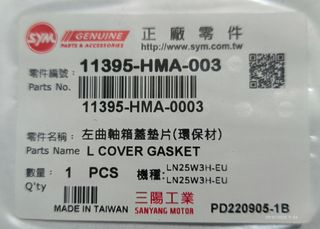 SYM GENUINE PARTS & ACCESSORIES 正廠零件
http://www.sym.com.tw
零件編號: 11395-HMA-003
Parts No.
11395-HMA-0003
零件名稱: 左曲軸箱蓋墊片(環保材)
Parts Name L COVER GASKET
數量: 1 PCS 機種: LN25W3H-EU
Q'ty LN25W3H-EU
三陽工業
MADE IN TAIWAN SANYANG MOTOR PD220905-1B